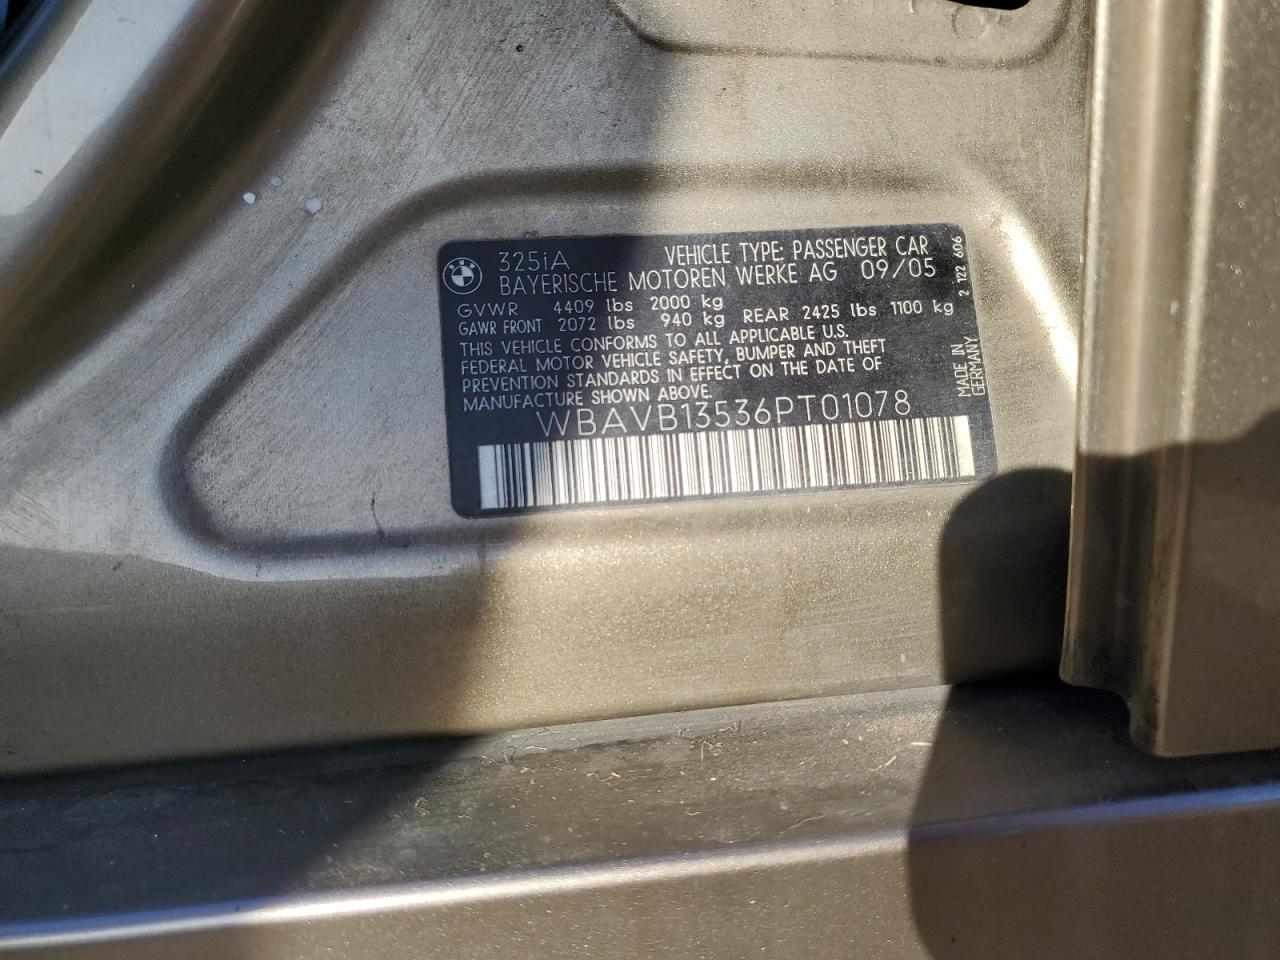 325iA VEHICLE TYPE: PASSENGER CAR
BAYERISCHE MOTOREN WERKE AG 09/05
GVWR 4409 lbs 2000 kg
GAWR FRONT 2072 lbs 940 kg REAR 2425 lbs 1100 kg
THIS VEHICLE CONFORMS TO ALL APPLICABLE U.S.
FEDERAL MOTOR VEHICLE SAFETY, BUMPER AND THEFT
PREVENTION STANDARDS IN EFFECT ON THE DATE OF
MANUFACTURE SHOWN ABOVE.
WBAVB13536PT01078
2 122 606
MADE IN
GERMANY